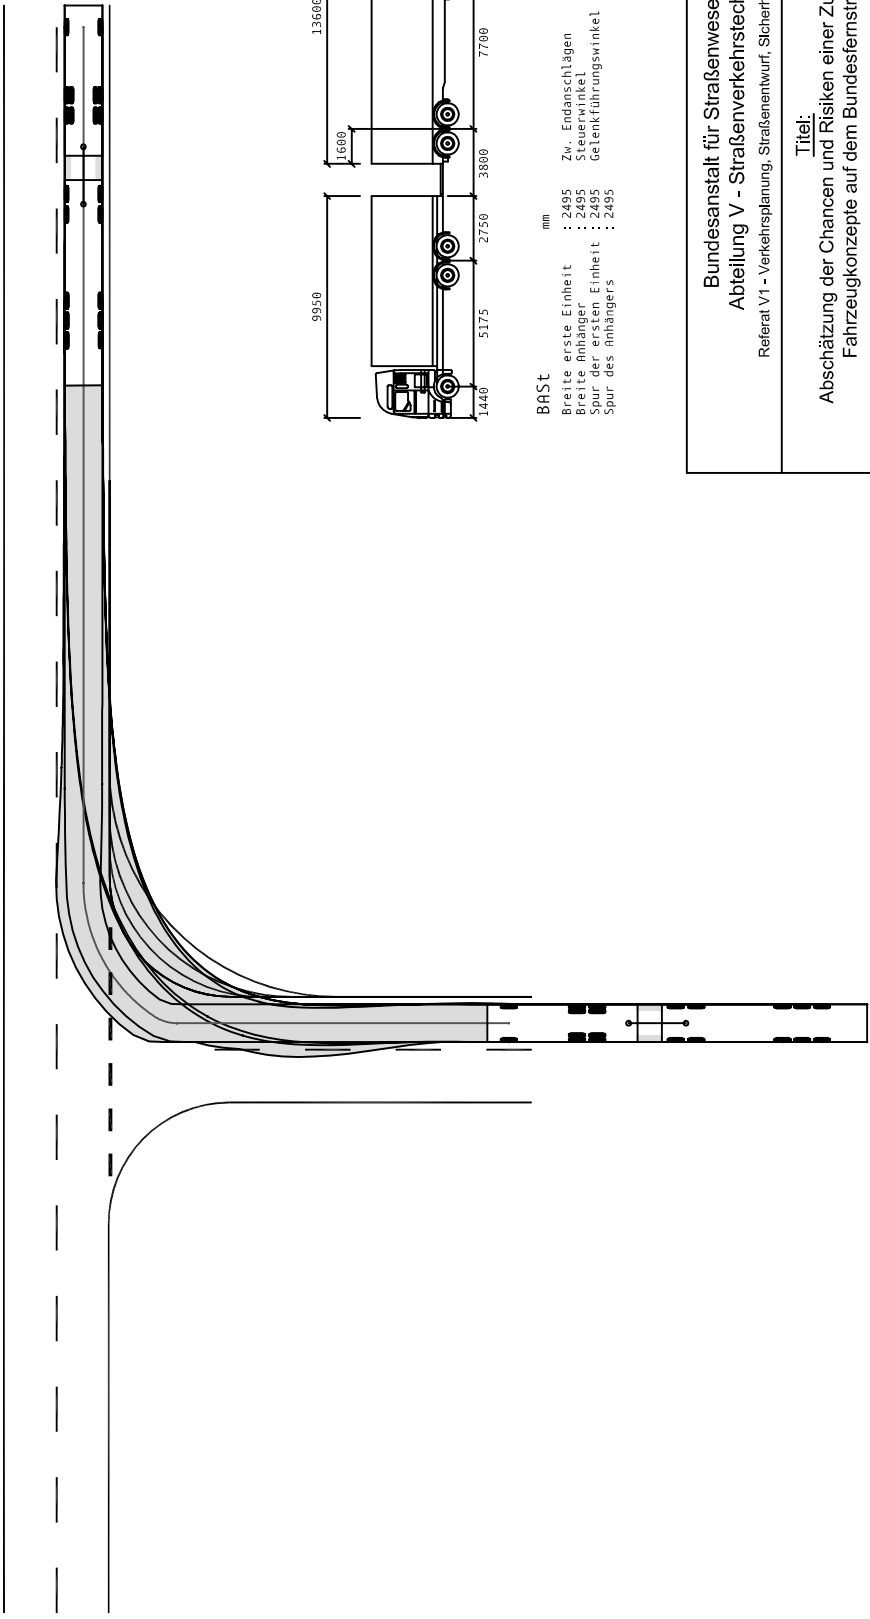 13600
1600
7700
3800
9950
2750
5175
1440
BASt
mm
Breite erste Einheit : 2495 Zw. Endanschlägen
Breite Anhänger : 2495 Steuerwinkel
Spur der ersten Einheit : 2495 Gelenkführungswinkel
Spur des Anhängers : 2495
Bundesanstalt für Straßenwese
Abteilung V - Straßenverkehrstech
Referat V1 - Verkehrsplanung, Straßenentwurf, Sicherh
Titel:
Abschätzung der Chancen und Risiken einer Zu
Fahrzeugkonzepte auf dem Bundesfernstr